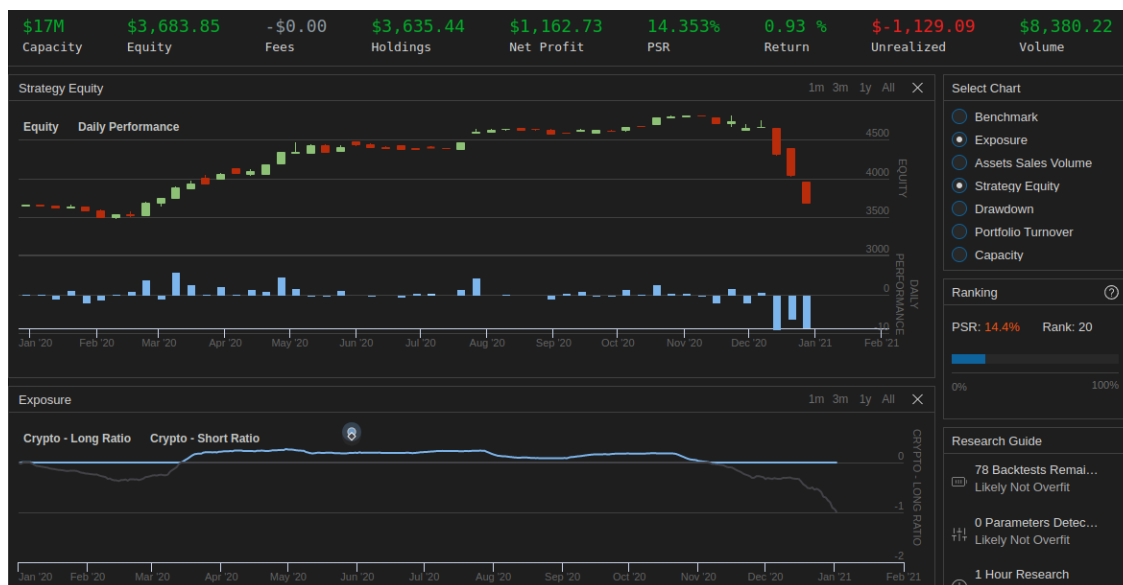 $17M $3,683.85 -$0.00 $3,635.44 $1,162.73 14.353% 0.93 % $-1,129.09 $8,380.22
Capacity Equity Fees Holdings Net Profit PSR Return Unrealized Volume
Strategy Equity 1m 3m 1y All
Equity Daily Performance
4500
4000
3500
3000
EQUITY
0
-10
DAILY
PERFORMANCE
Jan '20 Feb '20 Mar '20 Apr '20 May '20 Jun '20 Jul '20 Aug '20 Sep '20 Oct '20 Nov '20 Dec '20 Jan '21 Feb '21
Exposure 1m 3m 1y All
Crypto - Long Ratio Crypto - Short Ratio
0
-1
-2
CRYPTO - LONG RATIO
Jan '20 Feb '20 Mar '20 Apr '20 May '20 Jun '20 Jul '20 Aug '20 Sep '20 Oct '20 Nov '20 Dec '20 Jan '21 Feb '21
Select Chart
Benchmark
Exposure
Assets Sales Volume
Strategy Equity
Drawdown
Portfolio Turnover
Capacity
Ranking ?
PSR: 14.4% Rank: 20
0% 100%
Research Guide
78 Backtests Remai...
Likely Not Overfit
0 Parameters Detec...
Likely Not Overfit
1 Hour Research